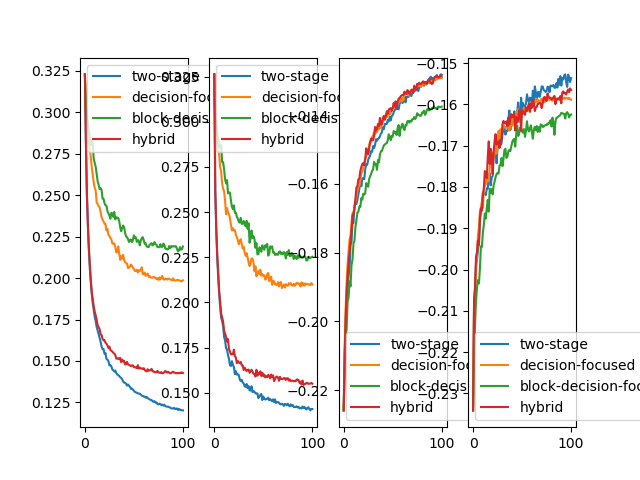 0.325
0.300
0.275
0.250
0.225
0.200
0.175
0.150
0.125
0
100
two-stage
decision-foc
block-decis
hybrid
0.325
0.300
0.275
0.250
0.225
0.200
0.175
0.150
0
100
two-stage
decision-foc
block-decis
hybrid
−0.14
−0.16
−0.18
−0.20
−0.22
0
100
two-stage
decision-foc
block-decis
hybrid
−0.15
−0.16
−0.17
−0.18
−0.19
−0.20
−0.21
−0.22
−0.23
0
100
two-stage
decision-focused
block-decision-foc
hybrid